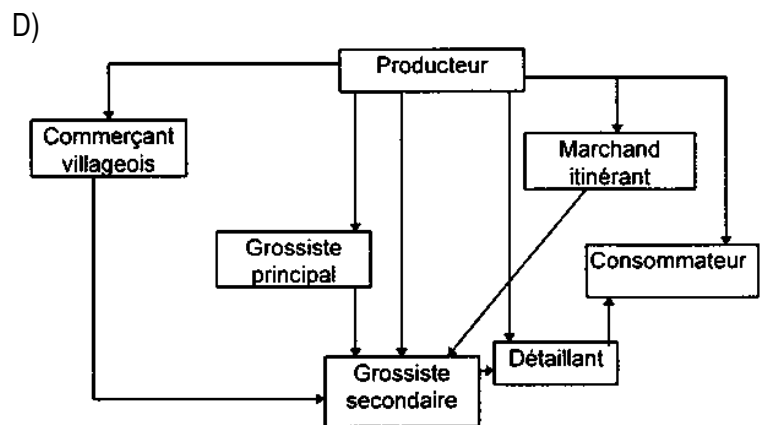 D)
Producteur
Commerçant
villageois
Marchand
itinérant
Grossiste
principal
Consommateur
Détaillant
Grossiste
secondaire